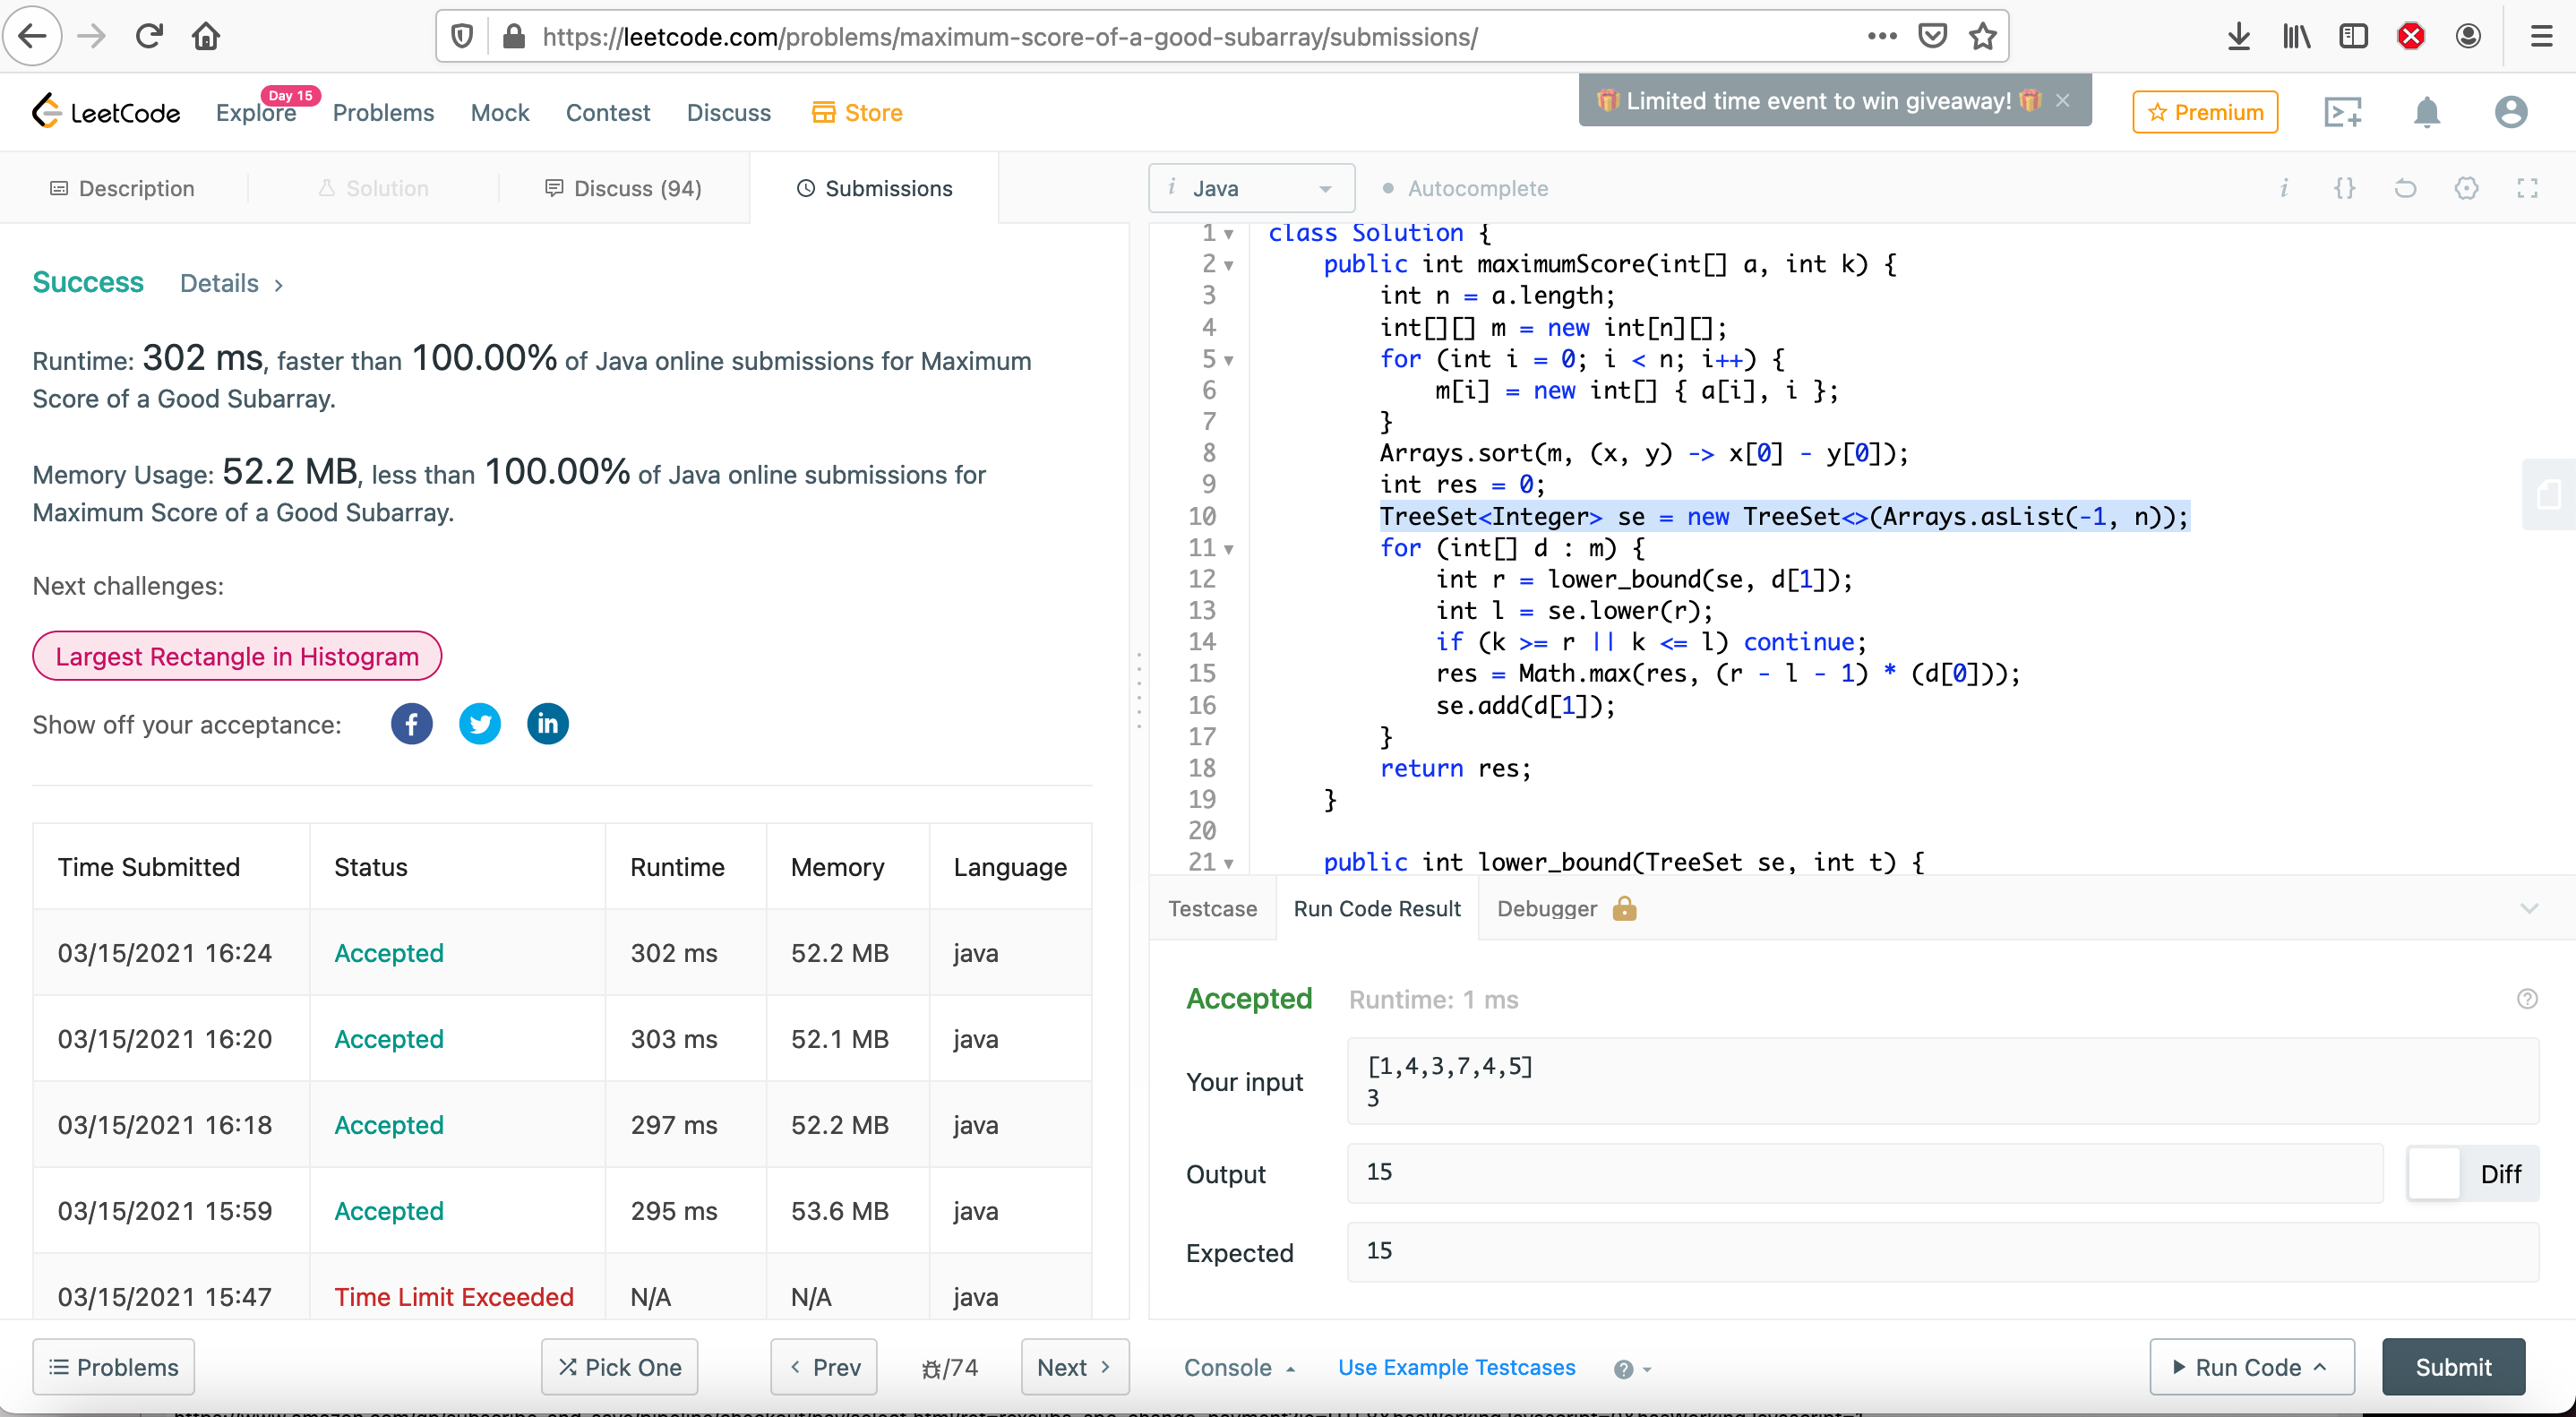 https://leetcode.com/problems/maximum-score-of-a-good-subarray/submissions/
LeetCode
Explore
Day 15
Problems
Mock
Contest
Discuss
Store
Limited time event to win giveaway!
Premium
Description
Solution
Discuss (94)
Submissions
i Java
Autocomplete
Success Details
Runtime: 302 ms, faster than 100.00% of Java online submissions for Maximum
Score of a Good Subarray.
Memory Usage: 52.2 MB, less than 100.00% of Java online submissions for
Maximum Score of a Good Subarray.
Next challenges:
Largest Rectangle in Histogram
Show off your acceptance:
Time Submitted Status Runtime Memory Language
03/15/2021 16:24 Accepted 302 ms 52.2 MB java
03/15/2021 16:20 Accepted 303 ms 52.1 MB java
03/15/2021 16:18 Accepted 297 ms 52.2 MB java
03/15/2021 15:59 Accepted 295 ms 53.6 MB java
03/15/2021 15:47 Time Limit Exceeded N/A N/A java
Problems
Pick One
Prev
/74
Next
1 class Solution {
2 public int maximumScore(int[] a, int k) {
3 int n = a.length;
4 int[][] m = new int[n][];
5 for (int i = 0; i < n; i++) {
6 m[i] = new int[] { a[i], i };
7 }
8 Arrays.sort(m, (x, y) -> x[0] - y[0]);
9 int res = 0;
10 TreeSet<Integer> se = new TreeSet<>(Arrays.asList(-1, n));
11 for (int[] d : m) {
12 int r = lower_bound(se, d[1]);
13 int l = se.lower(r);
14 if (k >= r || k <= l) continue;
15 res = Math.max(res, (r - l - 1) * (d[0]));
16 se.add(d[1]);
17 }
18 return res;
19 }
20
21 public int lower_bound(TreeSet se, int t) {
Testcase
Run Code Result
Debugger
Accepted Runtime: 1 ms
Your input
[1,4,3,7,4,5]
3
Output
15
Diff
Expected
15
Console
Use Example Testcases
Run Code
Submit